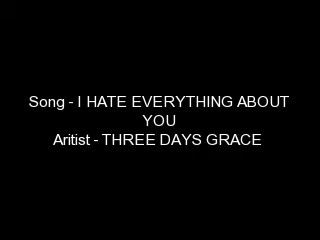 Song - I HATE EVERYTHING ABOUT
YOU
Aritist - THREE DAYS GRACE